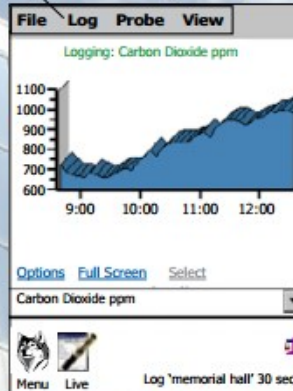 File Log Probe View
Logging: Carbon Dioxide ppm
1100
1000
900
800
700
600
9:00 10:00 11:00 12:00
Options Full Screen Select
Carbon Dioxide ppm
Menu Live
Log 'memorial hall' 30 sec